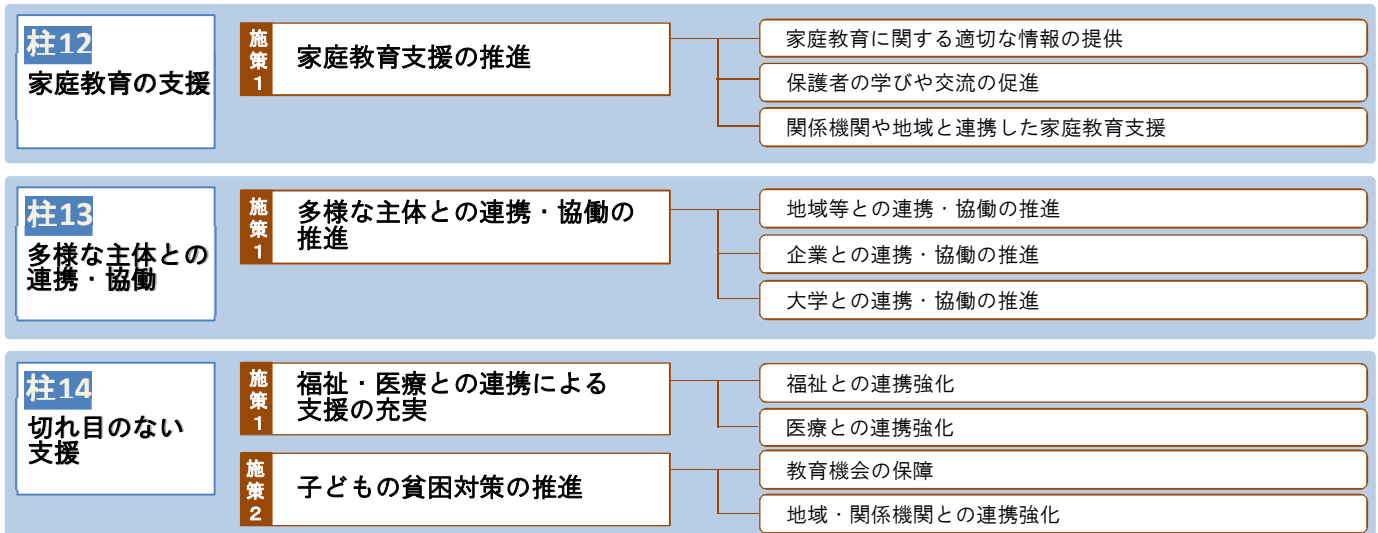 柱12
家庭教育の支援
施策1
家庭教育支援の推進
家庭教育に関する適切な情報の提供
保護者の学びや交流の促進
関係機関や地域と連携した家庭教育支援
柱13
多様な主体との
連携・協働
施策1
多様な主体との連携・協働の
推進
地域等との連携・協働の推進
企業との連携・協働の推進
大学との連携・協働の推進
柱14
切れ目のない
支援
施策1
福祉・医療との連携による
支援の充実
福祉との連携強化
医療との連携強化
施策2
子どもの貧困対策の推進
教育機会の保障
地域・関係機関との連携強化